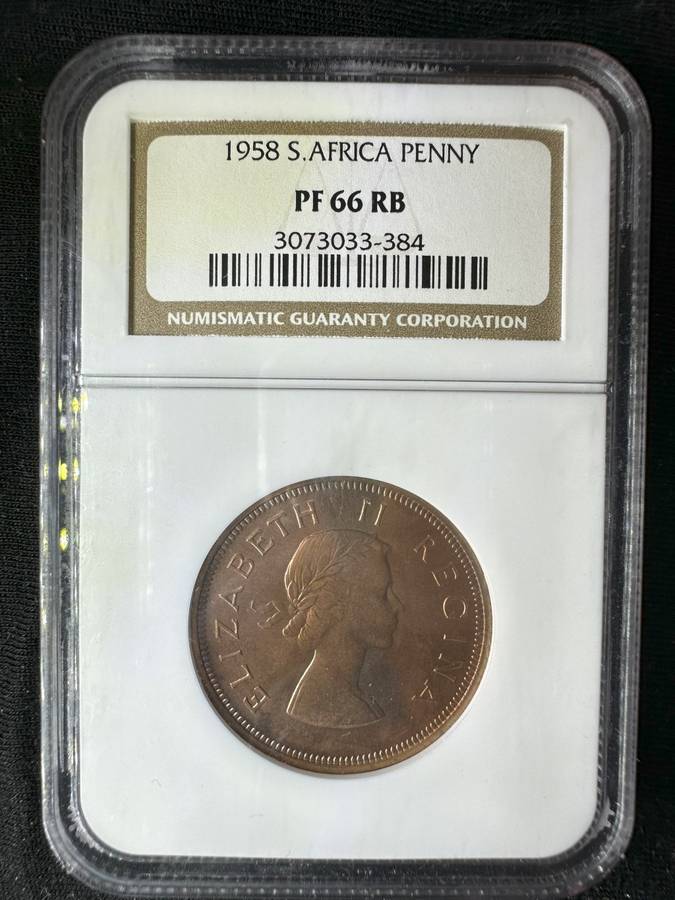 1958 S.AFRICA PENNY
PF 66 RB
3073033-384
NUMISMATIC GUARANTY CORPORATION
ELIZABETH II REGINA